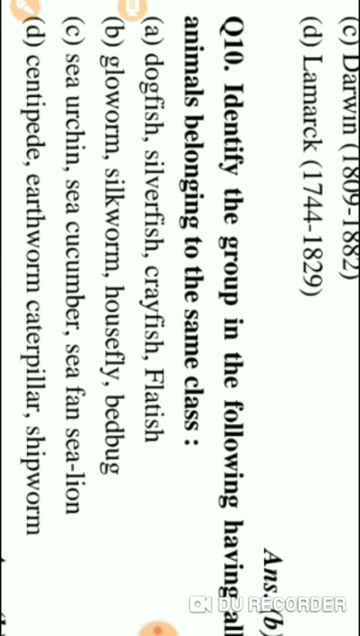 (c) Darwin (1809-1882)
(d) Lamarck (1744-1829)
Ans. (b)
Q10. Identify the group in the following having all
animals belonging to the same class :
(a) dogfish, silverfish, crayfish, Flatish
(b) gloworm, silkworm, housefly, bedbug
(c) sea urchin, sea cucumber, sea fan sea-lion
(d) centipede, earthworm caterpillar, shipworm
DU RECORDER